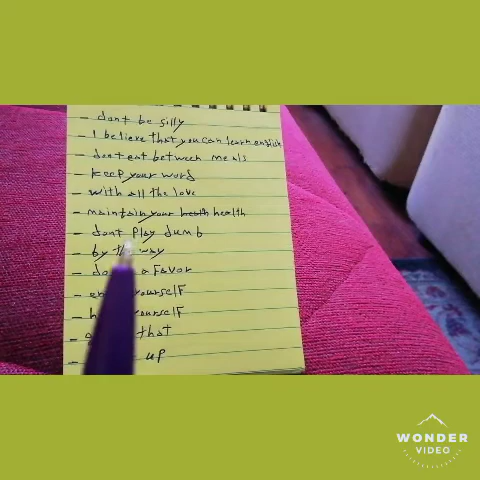 - dont be silly
- I believe that you can learn english
- dont eat between meals
- keep your word
- with all the love
- maintain your health health
- dont play dumb
- by the way
- a Favor
- yourself
- yourself
- that
- up
WONDER
VIDEO